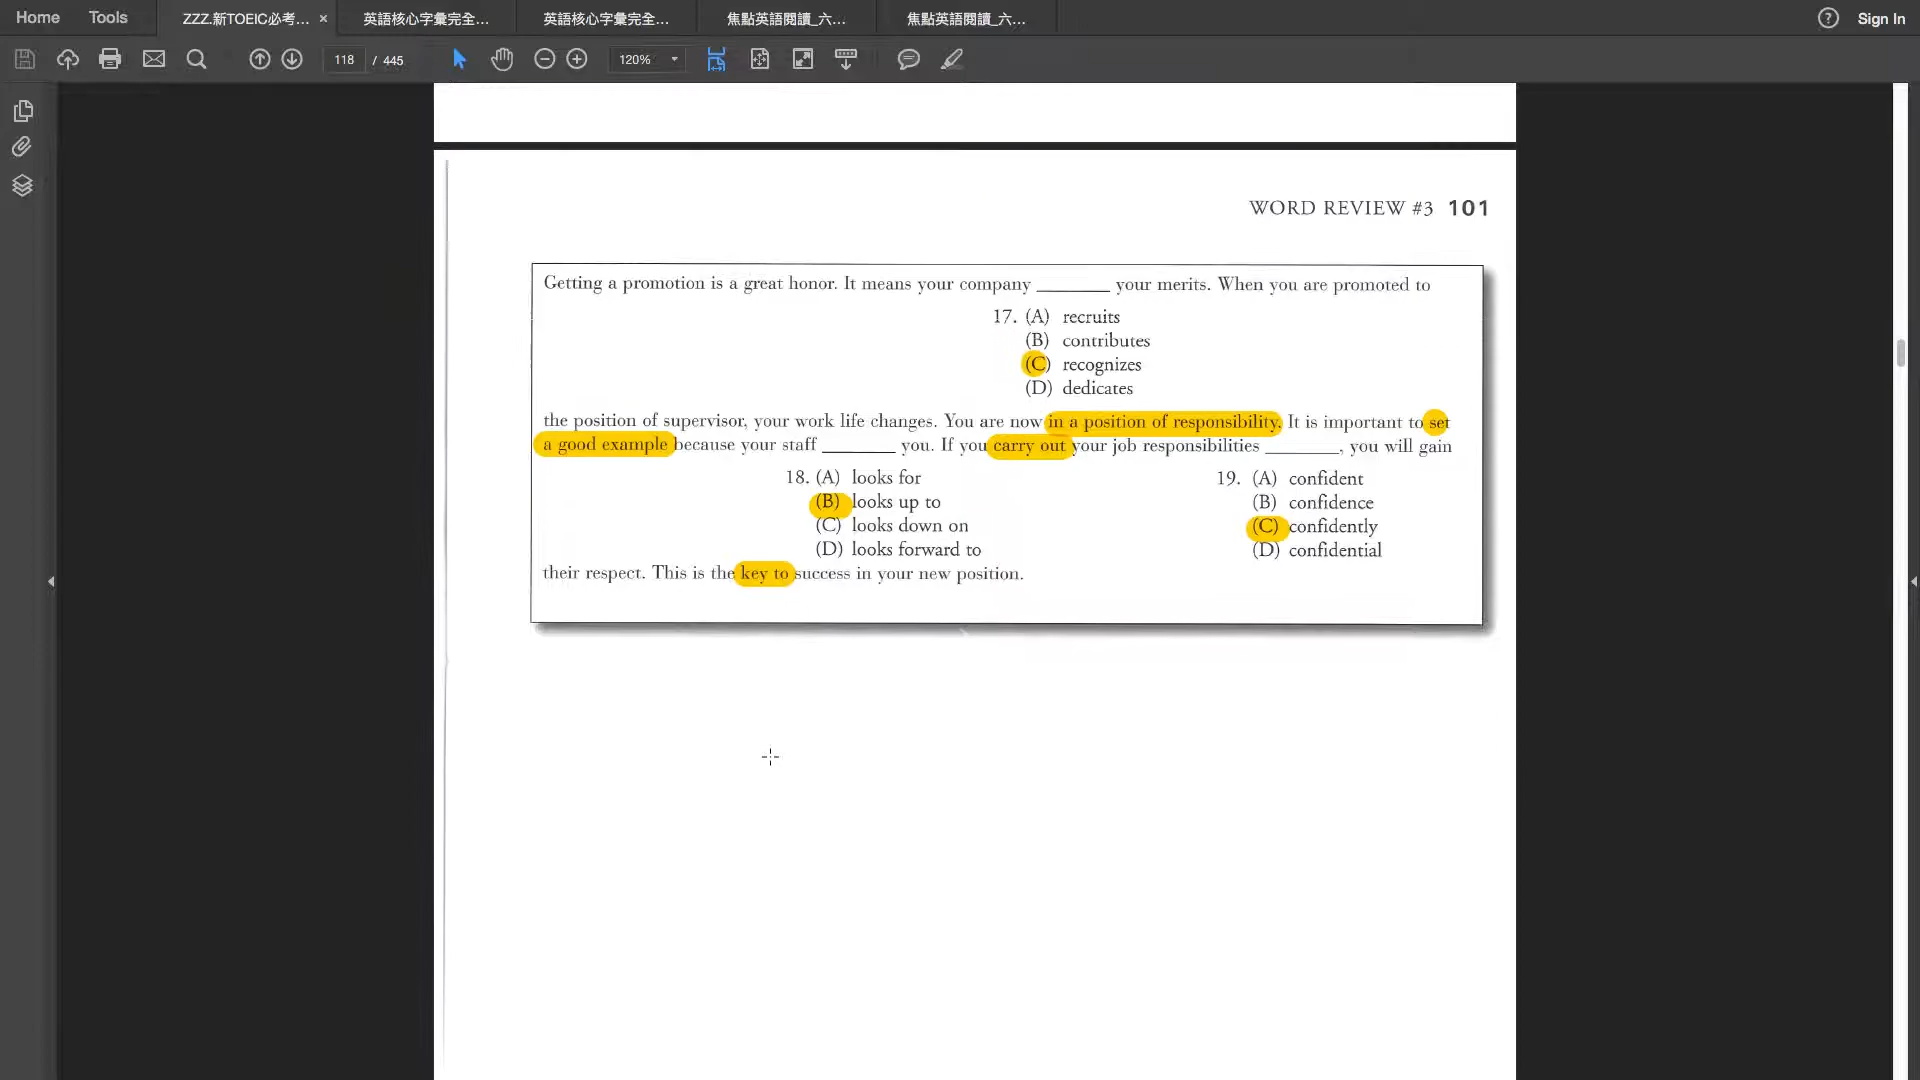 Home Tools ZZZ.新TOEIC必考... × 英語核心字彙完全... 英語核心字彙完全... 焦點英語閱讀_六... 焦點英語閱讀_六... ? Sign In
118 / 445 120%
WORD REVIEW #3 101
Getting a promotion is a great honor. It means your company ________ your merits. When you are promoted to
17. (A) recruits
(B) contributes
(C) recognizes
(D) dedicates
the position of supervisor, your work life changes. You are now in a position of responsibility. It is important to set
a good example because your staff ________ you. If you carry out your job responsibilities ________, you will gain
18. (A) looks for
(B) looks up to
(C) looks down on
(D) looks forward to
19. (A) confident
(B) confidence
(C) confidently
(D) confidential
their respect. This is the key to success in your new position.